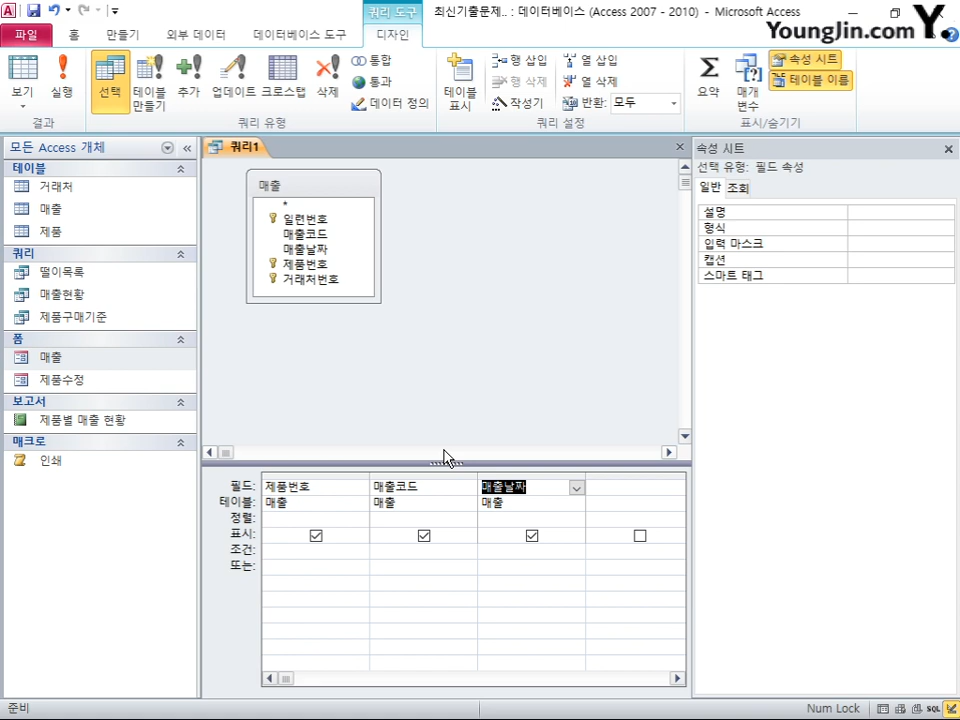 쿼리 도구
최신기출문제.. : 데이터베이스 (Access 2007 - 2010) - Microsoft Access
Younglin.com Y
파일 홈 만들기 외부 데이터 데이터베이스 도구 디자인
보기 실행 선택 테이블 만들기 추가 업데이트 크로스탭 삭제
통합
통과
데이터 정의
테이블 표시
행 삽입
행 삭제
작성기
열 삽입
열 삭제
반환: 모두
요약 매개 변수
속성 시트
테이블 이름
결과 쿼리 유형 쿼리 설정 표시/숨기기
모든 Access 개체
테이블
거래처
매출
제품
쿼리
떨이목록
매출현황
제품구매기준
폼
매출
제품수정
보고서
제품별 매출 현황
매크로
인쇄
쿼리1
매출
*
일련번호
매출코드
매출날짜
제품번호
거래처번호
필드: 제품번호 매출코드 매출날짜
테이블: 매출 매출 매출
정렬:
표시:
조건:
또는:
속성 시트
선택 유형: 필드 속성
일반 조회
설명
형식
입력 마스크
캡션
스마트 태그
준비
Num Lock
SQL